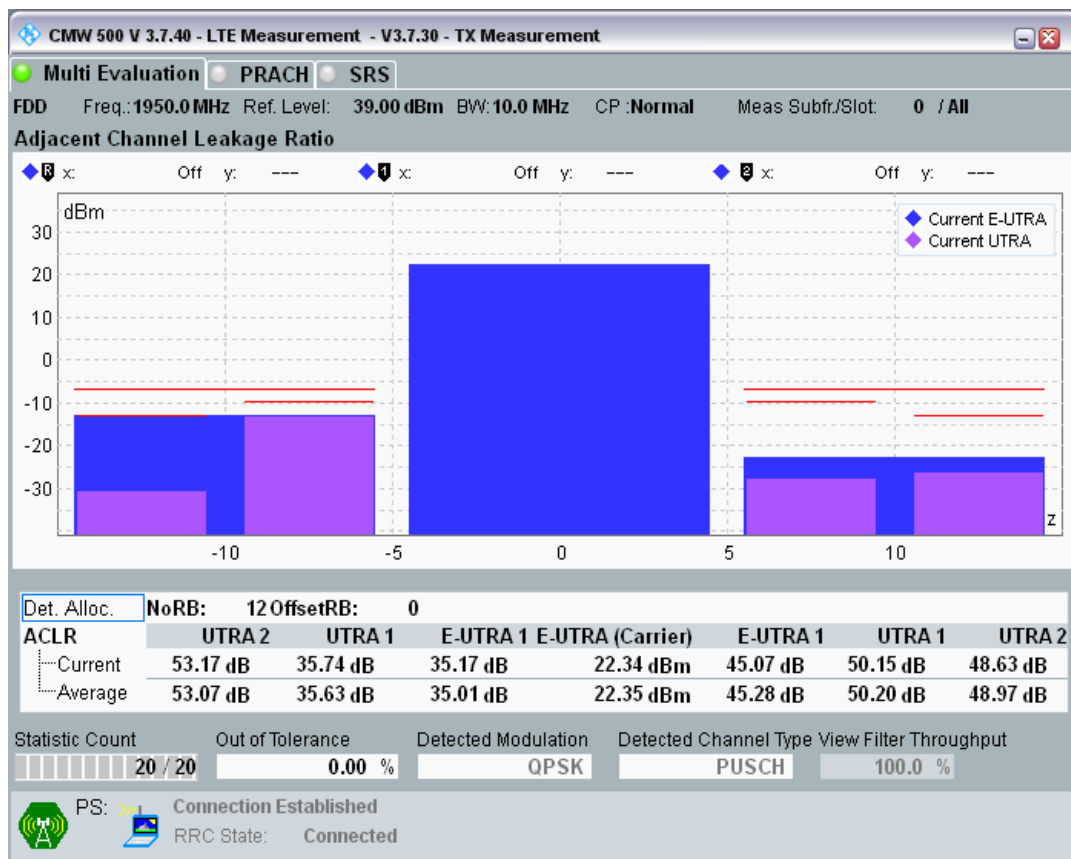 CMW 500 V 3.7.40 - LTE Measurement - V3.7.30 - TX Measurement
Multi Evaluation PRACH SRS
FDD Freq.: 1950.0 MHz Ref. Level: 39.00 dBm BW: 10.0 MHz CP :Normal Meas Subfr./Slot: 0 / All
Adjacent Channel Leakage Ratio
R x: Off y: --- 1 x: Off y: --- 2 x: Off y: ---
dBm
Current E-UTRA
Current UTRA
30
20
10
0
-10
-20
-30
z
-10 -5 0 5 10
Det. Alloc. NoRB: 12 OffsetRB: 0
ACLR UTRA 2 UTRA 1 E-UTRA 1 E-UTRA (Carrier) E-UTRA 1 UTRA 1 UTRA 2
Current 53.17 dB 35.74 dB 35.17 dB 22.34 dBm 45.07 dB 50.15 dB 48.63 dB
Average 53.07 dB 35.63 dB 35.01 dB 22.35 dBm 45.28 dB 50.20 dB 48.97 dB
Statistic Count Out of Tolerance Detected Modulation Detected Channel Type View Filter Throughput
20 / 20 0.00 % QPSK PUSCH 100.0 %
PS: Connection Established
RRC State: Connected